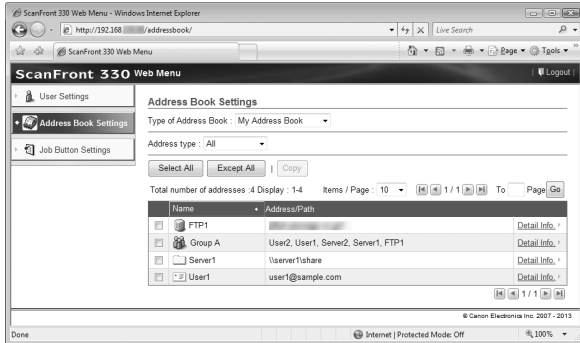 ScanFront 330 Web Menu - Windows Internet Explorer
http://192.168. /addressbook/
Live Search
ScanFront 330 Web Menu
Page Tools
ScanFront 330 Web Menu
Logout
User Settings
Address Book Settings
Job Button Settings
Address Book Settings
Type of Address Book : My Address Book
Address type : All
Select All Except All | Copy
Total number of addresses :4 Display : 1-4 Items / Page : 10 1 / 1 To Page Go
Name Address/Path
FTP1 Detail Info.
Group A User2, User1, Server2, Server1, FTP1 Detail Info.
Server1 \\server1\share Detail Info.
User1 user1@sample.com Detail Info.
1 / 1
© Canon Electronics Inc. 2007 - 2013
Done Internet | Protected Mode: Off 100%